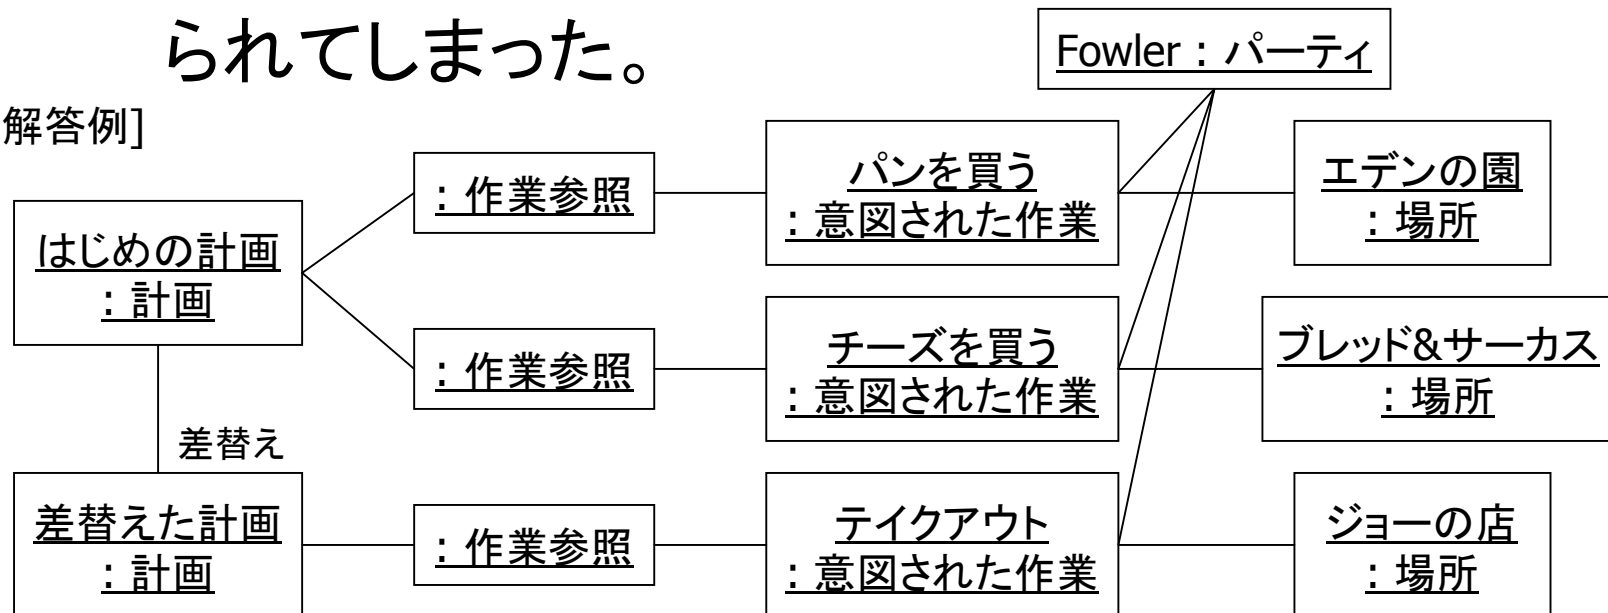 られてしまった。
Fowler:パーティ
解答例]
:作業参照
パンを買う
:意図された作業
エデンの園
:場所
はじめの計画
:計画
:作業参照
チーズを買う
:意図された作業
ブレッド&サーカス
:場所
差替え
差替えた計画
:計画
:作業参照
テイクアウト
:意図された作業
ジョーの店
:場所